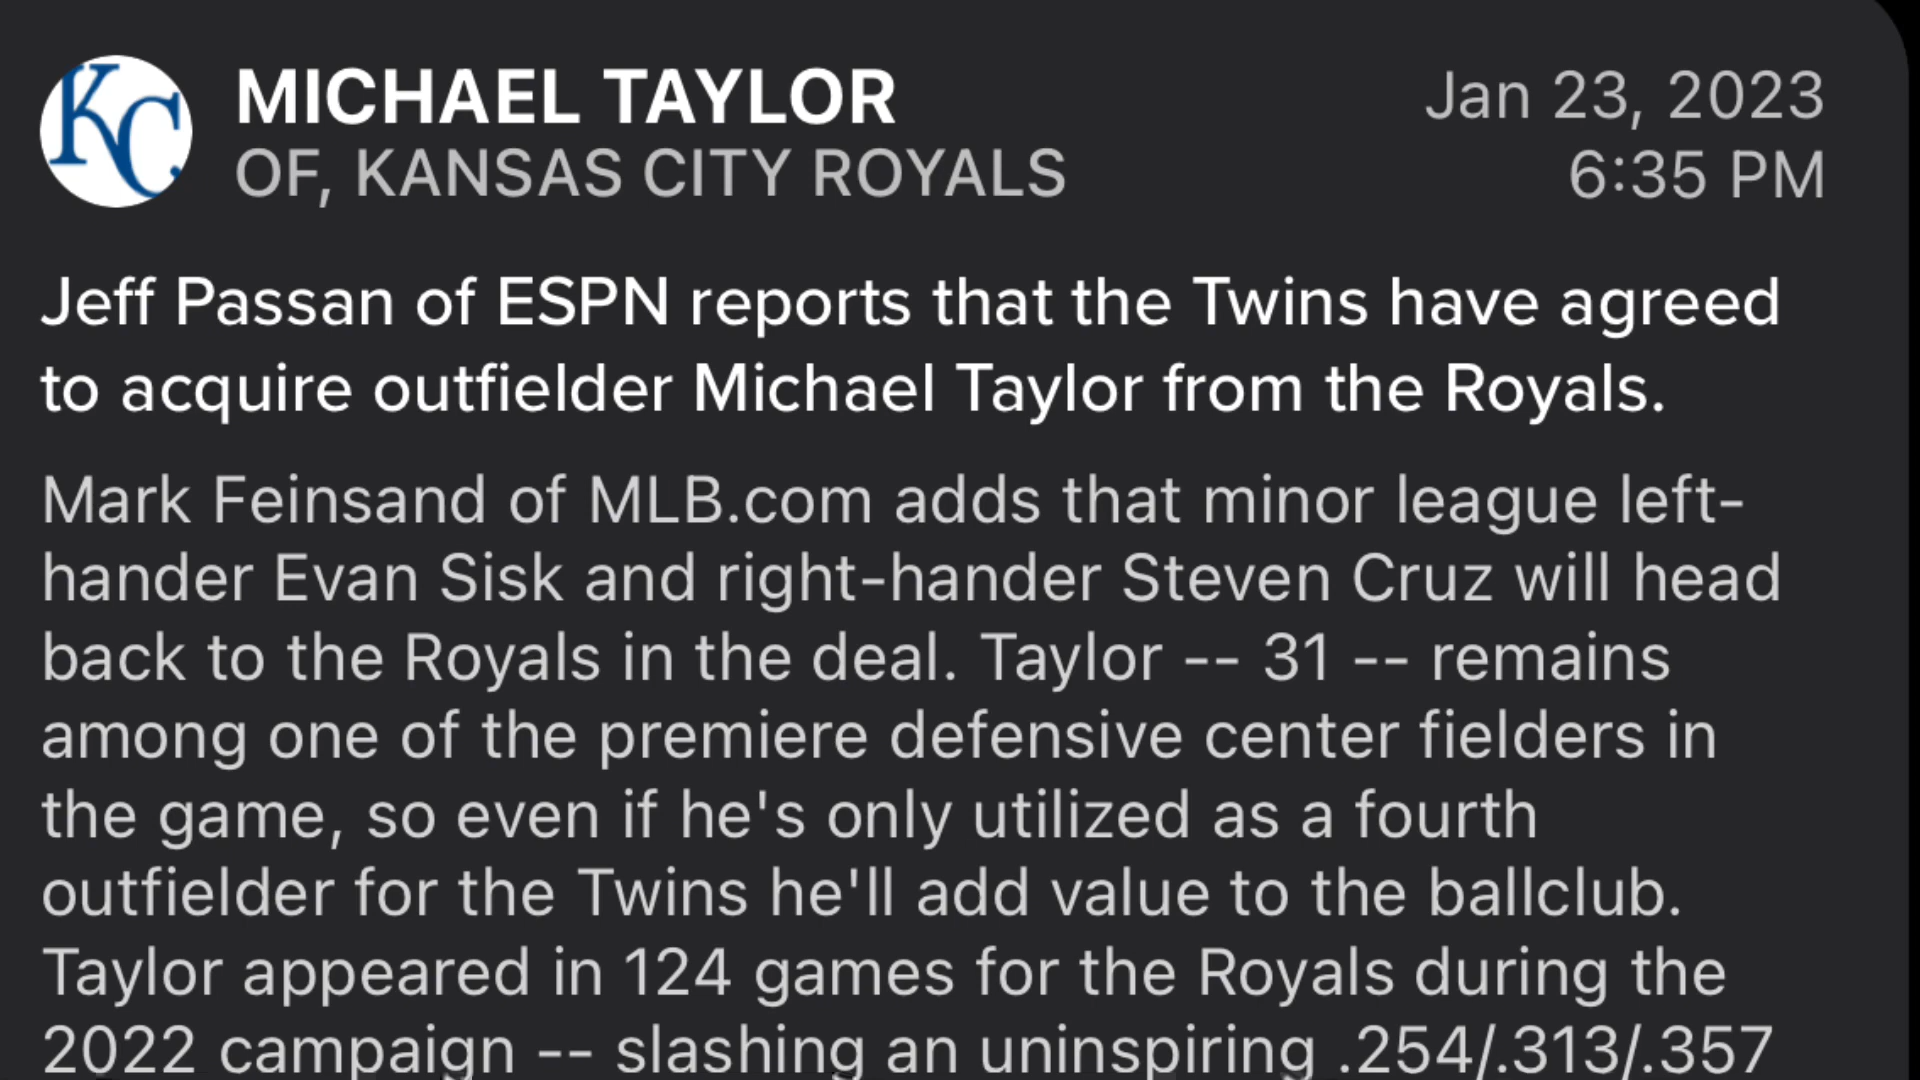 KC
MICHAEL TAYLOR
OF, KANSAS CITY ROYALS
Jan 23, 2023
6:35 PM
Jeff Passan of ESPN reports that the Twins have agreed
to acquire outfielder Michael Taylor from the Royals.
Mark Feinsand of MLB.com adds that minor league left-
hander Evan Sisk and right-hander Steven Cruz will head
back to the Royals in the deal. Taylor -- 31 -- remains
among one of the premiere defensive center fielders in
the game, so even if he's only utilized as a fourth
outfielder for the Twins he'll add value to the ballclub.
Taylor appeared in 124 games for the Royals during the
2022 campaign -- slashing an uninspiring .254/.313/.357